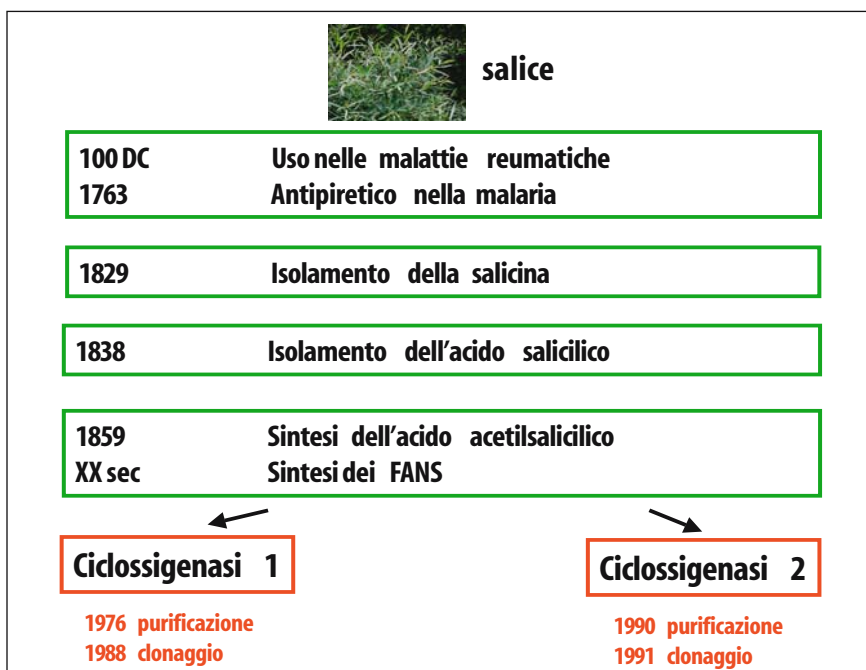 salice
100 DC Uso nelle malattie reumatiche
1763 Antipiretico nella malaria
1829 Isolamento della salicina
1838 Isolamento dell'acido salicilico
1859 Sintesi dell'acido acetilsalicilico
XX sec Sintesi dei FANS
Ciclossigenasi 1
1976 purificazione
1988 clonaggio
Ciclossigenasi 2
1990 purificazione
1991 clonaggio